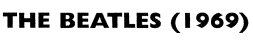 THE BEATLES (1969)